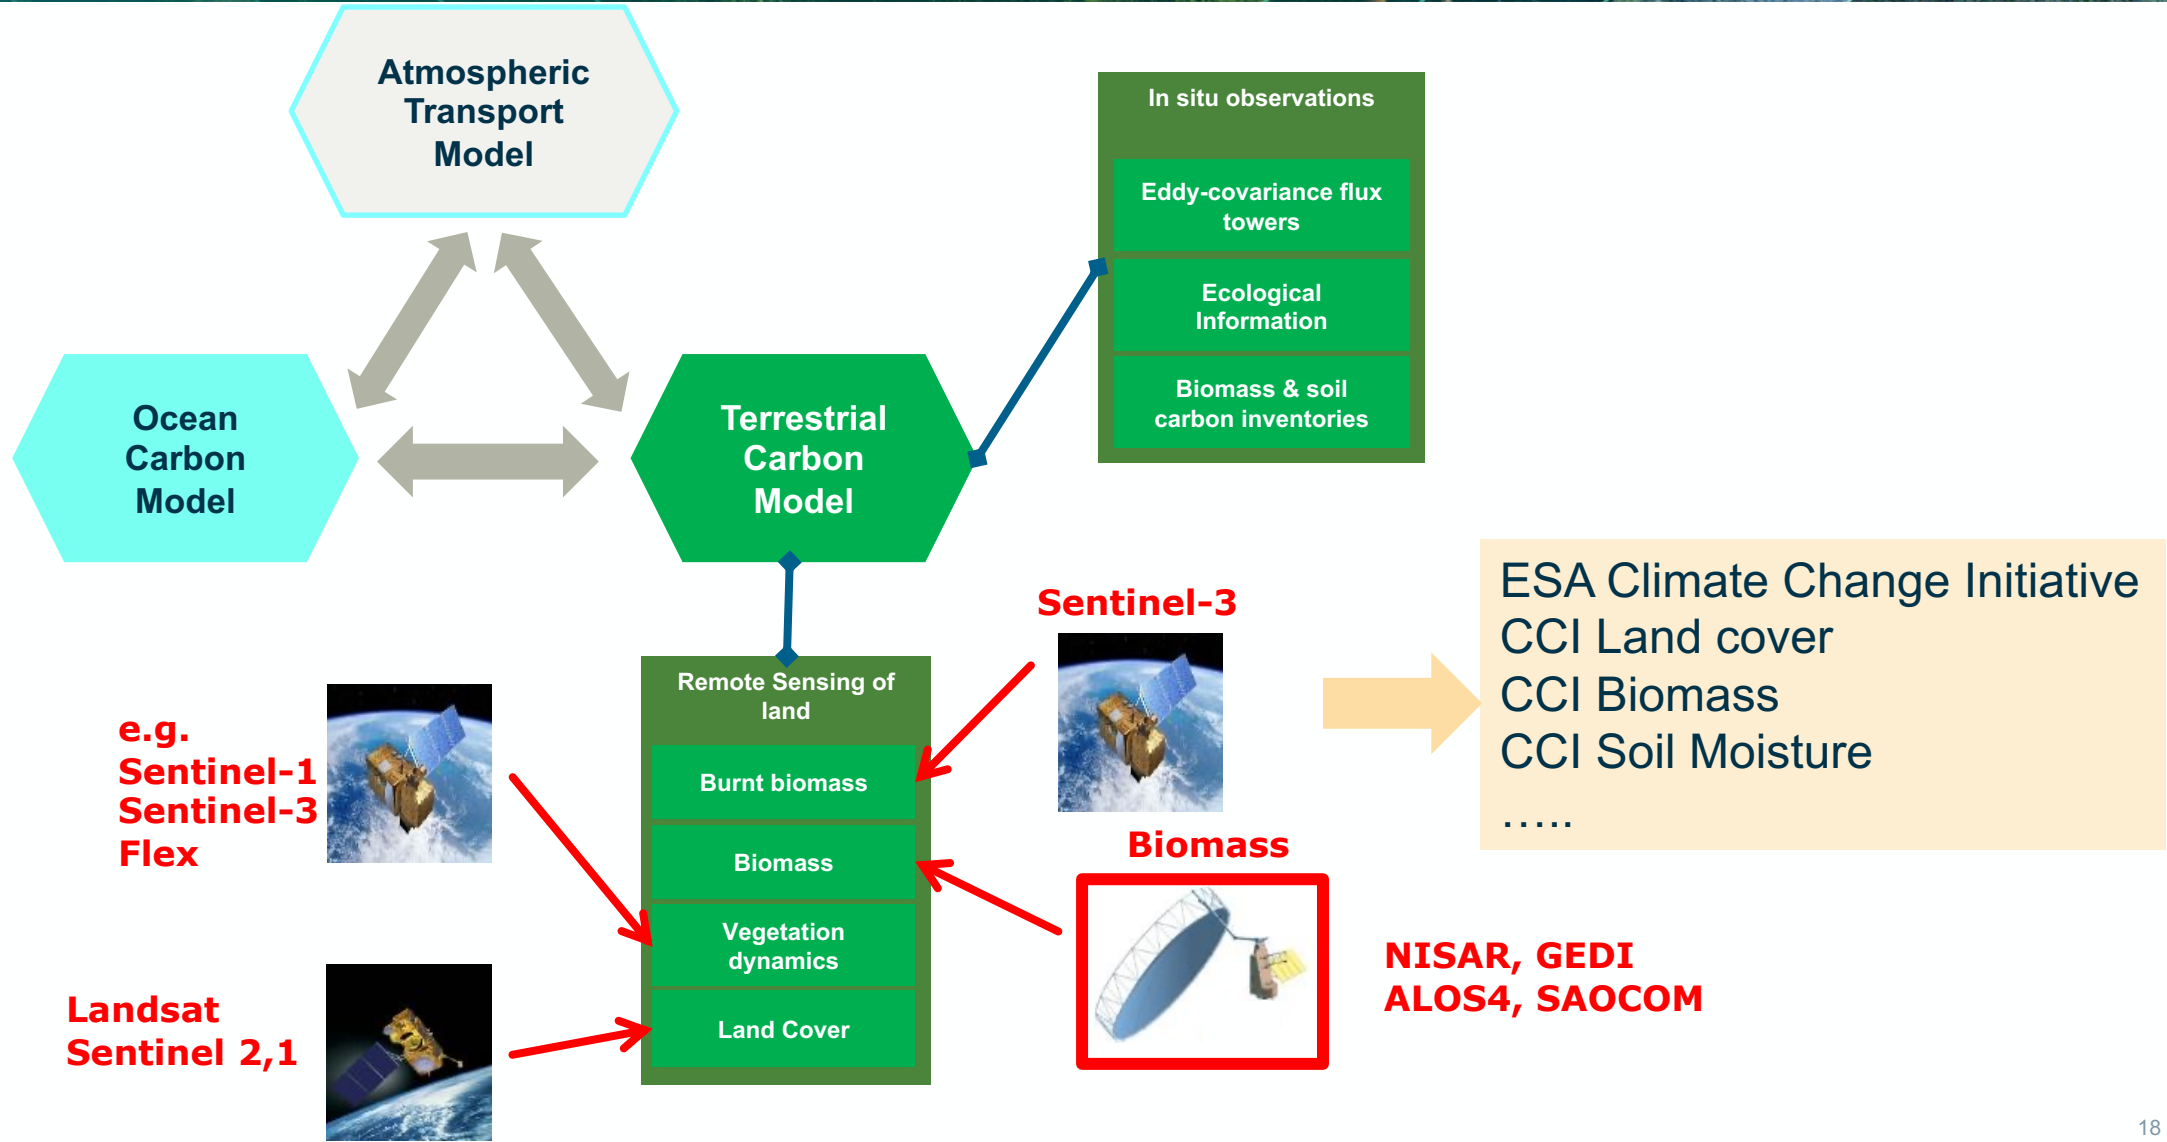 Atmospheric
Transport
Model
In situ observations
Eddy-covariance flux
towers
Ecological
Information
Biomass & soil
carbon inventories
Ocean
Carbon
Model
Terrestrial
Carbon
Model
Sentinel-3
ESA Climate Change Initiative
CCI Land cover
CCI Biomass
CCI Soil Moisture
…..
Remote Sensing of
land
Burnt biomass
Biomass
Vegetation
dynamics
Land Cover
e.g.
Sentinel-1
Sentinel-3
Flex
Biomass
NISAR, GEDI
ALOS4, SAOCOM
Landsat
Sentinel 2,1
18